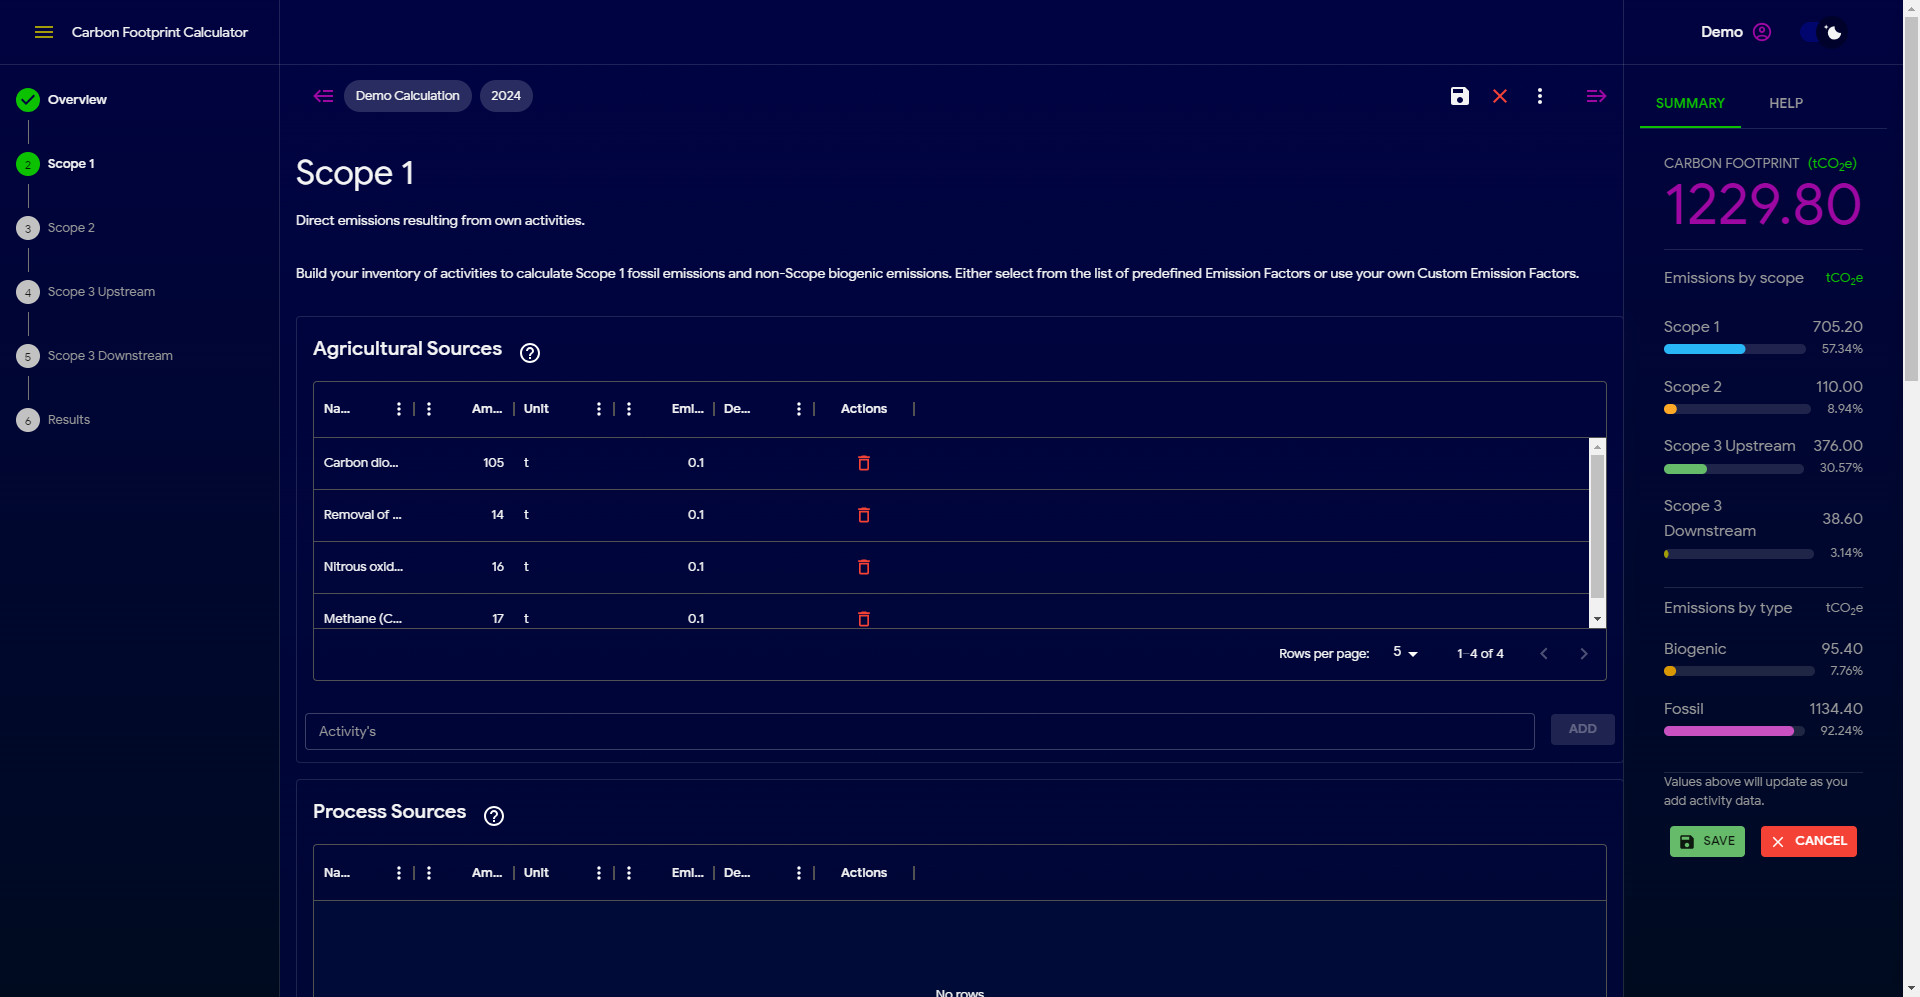 Carbon Footprint Calculator
Demo
Overview
2 Scope 1
3 Scope 2
4 Scope 3 Upstream
5 Scope 3 Downstream
6 Results
Demo Calculation 2024
Scope 1
Direct emissions resulting from own activities.
Build your inventory of activities to calculate Scope 1 fossil emissions and non-Scope biogenic emissions. Either select from the list of predefined Emission Factors or use your own Custom Emission Factors.
Agricultural Sources
Na... Am... Unit Emi... De... Actions
Carbon dio... 105 t 0.1
Removal of ... 14 t 0.1
Nitrous oxid... 16 t 0.1
Methane (C... 17 t 0.1
Rows per page: 5 1–4 of 4
Activity's ADD
Process Sources
Na... Am... Unit Emi... De... Actions
No rows
SUMMARY HELP
CARBON FOOTPRINT (tCO2e)
1229.80
Emissions by scope tCO2e
Scope 1 705.20
57.34%
Scope 2 110.00
8.94%
Scope 3 Upstream 376.00
30.57%
Scope 3
Downstream 38.60
3.14%
Emissions by type tCO2e
Biogenic 95.40
7.76%
Fossil 1134.40
92.24%
Values above will update as you
add activity data.
SAVE CANCEL